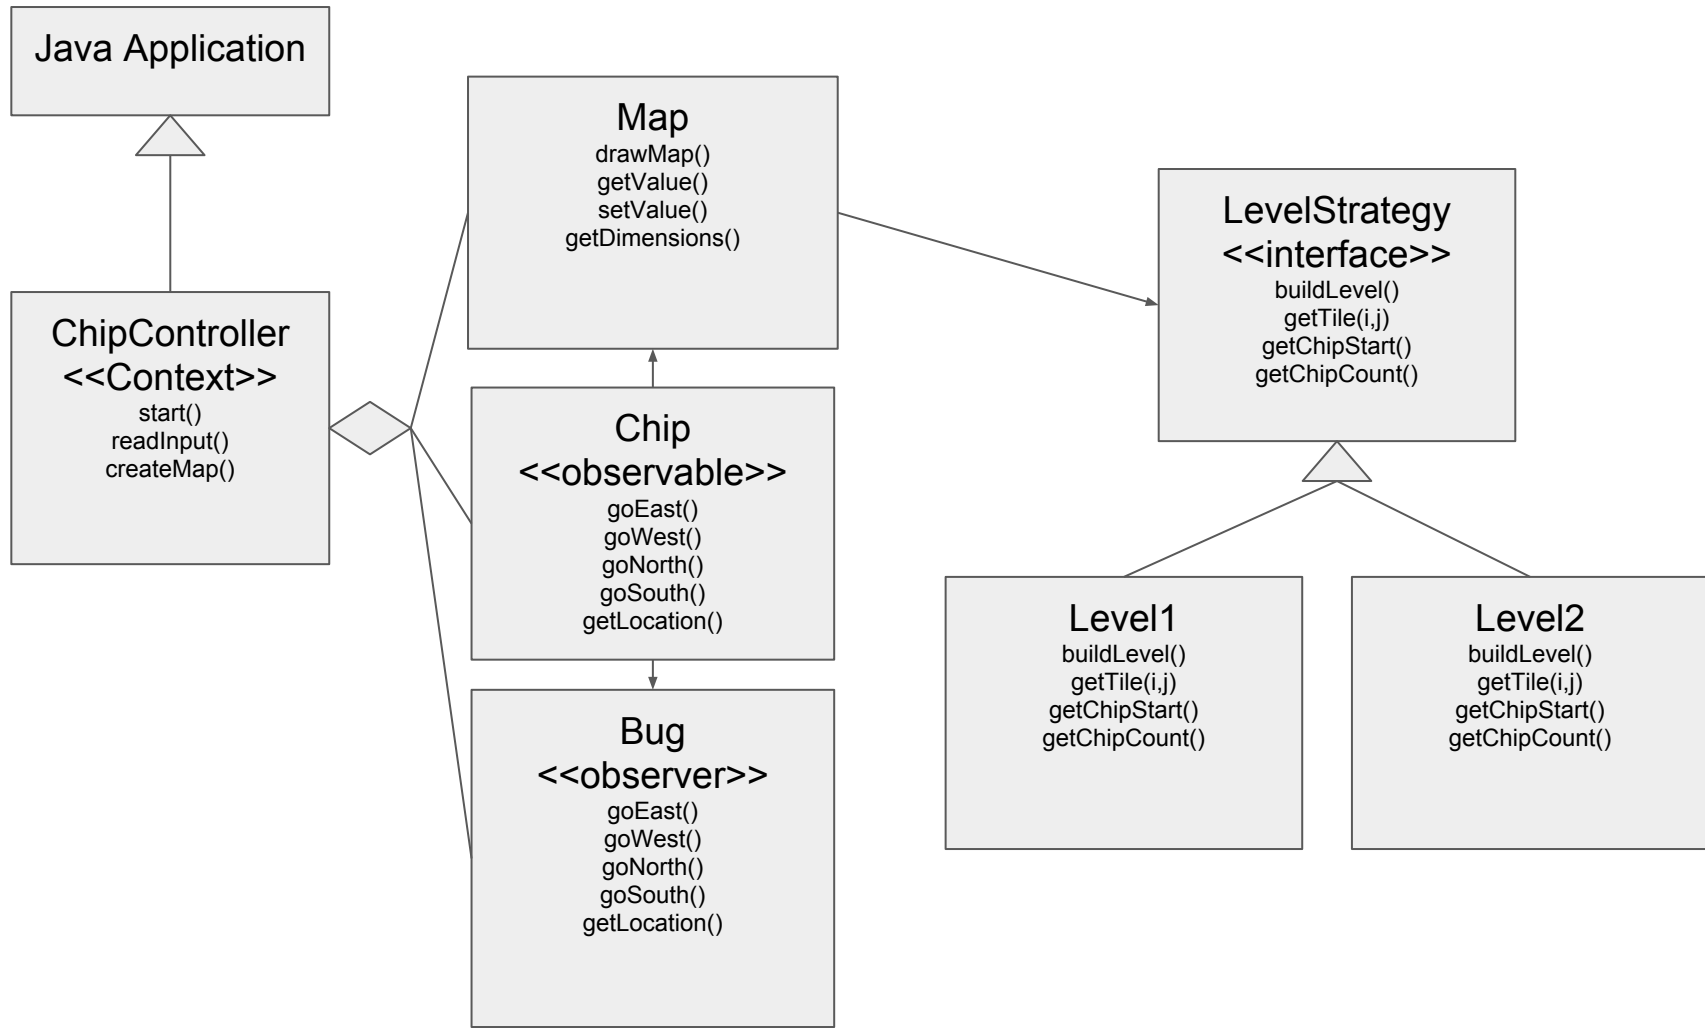 Java Application
ChipController
<<Context>>
start()
readInput()
createMap()
Map
drawMap()
getValue()
setValue()
getDimensions()
Chip
<<observable>>
goEast()
goWest()
goNorth()
goSouth()
getLocation()
Bug
<<observer>>
goEast()
goWest()
goNorth()
goSouth()
getLocation()
LevelStrategy
<<interface>>
buildLevel()
getTile(i,j)
getChipStart()
getChipCount()
Level1
buildLevel()
getTile(i,j)
getChipStart()
getChipCount()
Level2
buildLevel()
getTile(i,j)
getChipStart()
getChipCount()